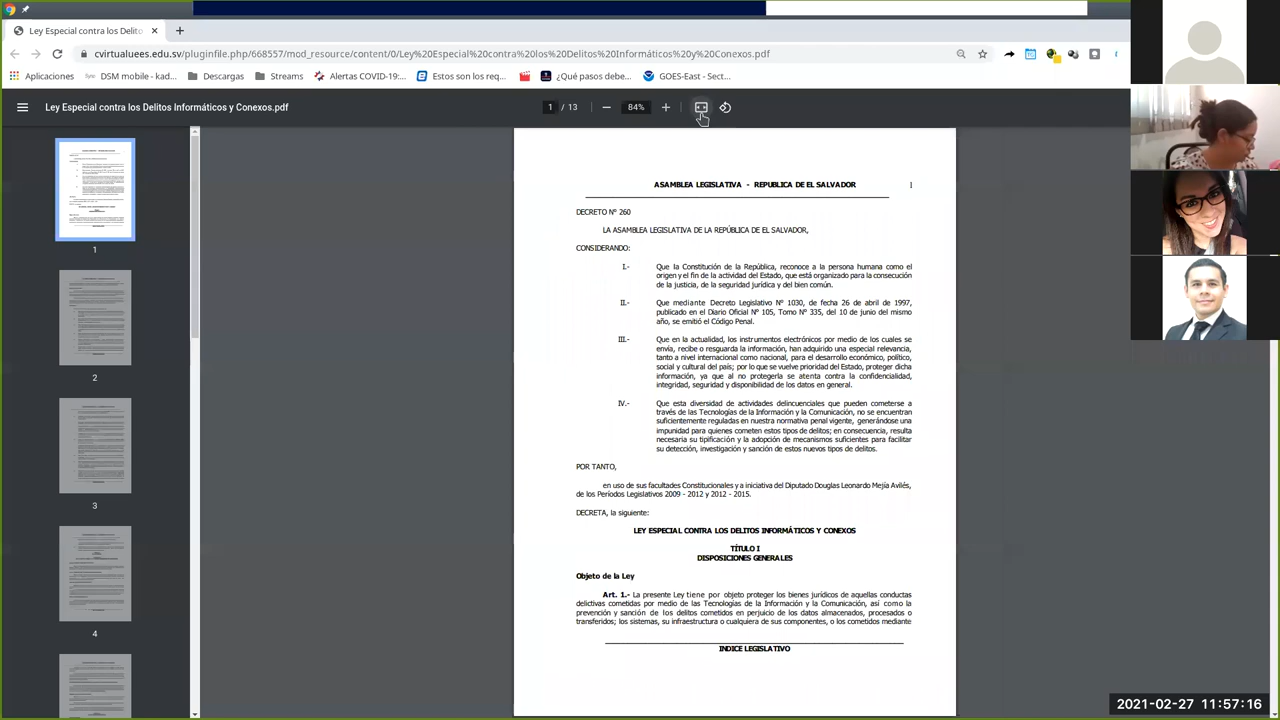 Ley Especial contra los Delito
cvirtualuees.edu.sv/pluginfile.php/668557/mod_resource/content/0/Ley%20Especial%20contra%20los%20Delitos%20Informáticos%20y%20Conexos.pdf
Aplicaciones DSM mobile - kad... Descargas Streams Alertas COVID-19:... Estos son los req... ¿Qué pasos debe... GOES-East - Sect...
Ley Especial contra los Delitos Informáticos y Conexos.pdf 1 / 13 84%
1
2
3
4
ASAMBLEA LEGISLATIVA - REPUBLICA DE EL SALVADOR 1
DECRETO Nº 260
LA ASAMBLEA LEGISLATIVA DE LA REPÚBLICA DE EL SALVADOR,
CONSIDERANDO:
I.- Que la Constitución de la República, reconoce a la persona humana como el
origen y el fin de la actividad del Estado, que está organizado para la consecución
de la justicia, de la seguridad jurídica y del bien común.
II.- Que mediante Decreto Legislativo Nº 1030, de fecha 26 de abril de 1997,
publicado en el Diario Oficial Nº 105, Tomo Nº 335, del 10 de junio del mismo
año, se emitió el Código Penal.
III.- Que en la actualidad, los instrumentos electrónicos por medio de los cuales se
envía, recibe o resguarda la información, han adquirido una especial relevancia,
tanto a nivel internacional como nacional, para el desarrollo económico, político,
social y cultural del país; por lo que se vuelve prioridad del Estado, proteger dicha
información, ya que al no protegerla se atenta contra la confidencialidad,
integridad, seguridad y disponibilidad de los datos en general.
IV.- Que esta diversidad de actividades delincuenciales que pueden cometerse a
través de las Tecnologías de la Información y la Comunicación, no se encuentran
suficientemente reguladas en nuestra normativa penal vigente, generándose una
impunidad para quienes cometen estos tipos de delitos; en consecuencia, resulta
necesaria su tipificación y la adopción de mecanismos suficientes para facilitar
su detección, investigación y sanción de estos nuevos tipos de delitos.
POR TANTO,
en uso de sus facultades Constitucionales y a iniciativa del Diputado Douglas Leonardo Mejía Avilés,
de los Períodos Legislativos 2009 - 2012 y 2012 - 2015.
DECRETA, la siguiente:
LEY ESPECIAL CONTRA LOS DELITOS INFORMÁTICOS Y CONEXOS
TÍTULO I
DISPOSICIONES GENERALES
Objeto de la Ley
Art. 1.- La presente Ley tiene por objeto proteger los bienes jurídicos de aquellas conductas
delictivas cometidas por medio de las Tecnologías de la Información y la Comunicación, así como la
prevención y sanción de los delitos cometidos en perjuicio de los datos almacenados, procesados o
transferidos; los sistemas, su infraestructura o cualquiera de sus componentes, o los cometidos mediante
INDICE LEGISLATIVO
2021-02-27 11:57:16